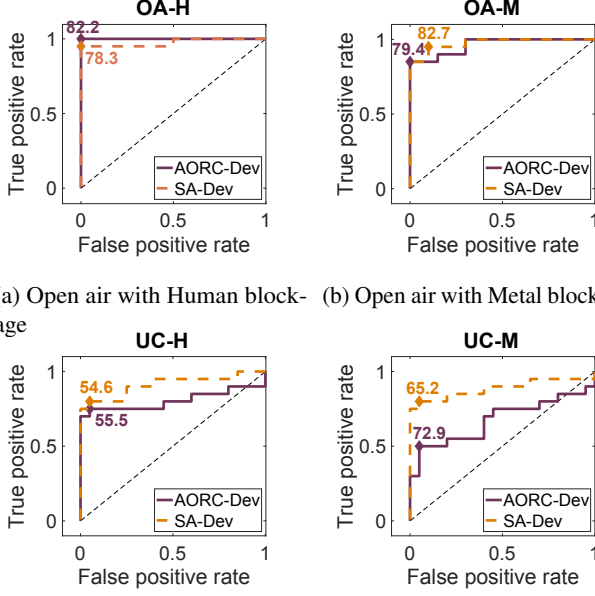 OA-H
OA-M
82.2
78.3
79.4
82.7
True positive rate
1
0.5
0
AORC-Dev
SA-Dev
0
0.5
1
False positive rate
True positive rate
1
0.5
0
AORC-Dev
SA-Dev
0
0.5
1
False positive rate
a) Open air with Human block-
age
(b) Open air with Metal block
UC-H
UC-M
54.6
55.5
65.2
72.9
True positive rate
1
0.5
0
AORC-Dev
SA-Dev
0
0.5
1
False positive rate
True positive rate
1
0.5
0
AORC-Dev
SA-Dev
0
0.5
1
False positive rate